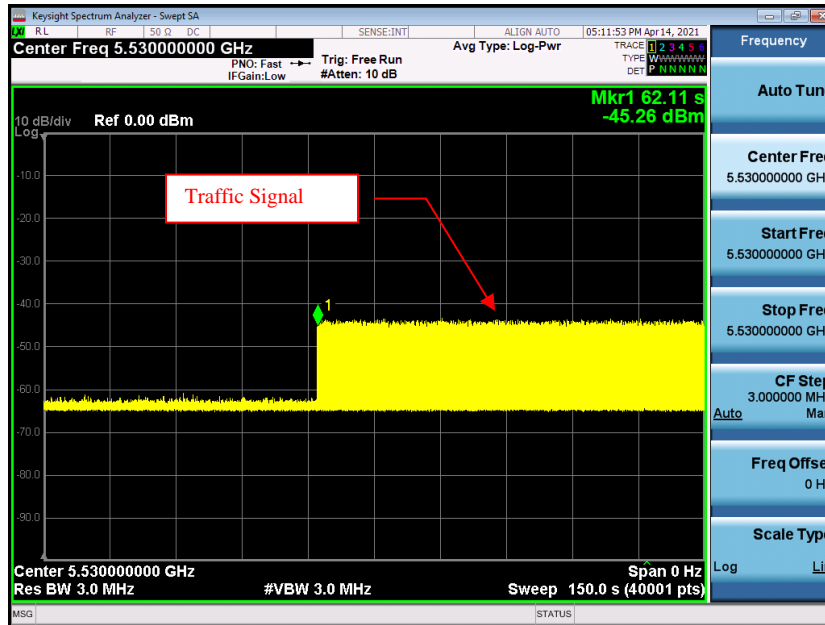 Keysight Spectrum Analyzer - Swept SA
LXI RL RF 50 Ω DC SENSE:INT ALIGN AUTO 05:11:53 PM Apr 14, 2021
Center Freq 5.530000000 GHz
PNO: Fast
IFGain:Low
Trig: Free Run
#Atten: 10 dB
Avg Type: Log-Pwr
TRACE 1 2 3 4 5 6
TYPE W
DET P N N N N N
Frequency
Mkr1 62.11 s
-45.26 dBm
10 dB/div Ref 0.00 dBm
Log
-10.0
-20.0
-30.0
-40.0
-50.0
-60.0
-70.0
-80.0
-90.0
Traffic Signal
1
Center 5.530000000 GHz Span 0 Hz
Res BW 3.0 MHz #VBW 3.0 MHz Sweep 150.0 s (40001 pts)
MSG STATUS
Auto Tun
Center Fre
5.530000000 GH
Start Fre
5.530000000 GH
Stop Fre
5.530000000 GH
CF Step
3.000000 MH
Auto Ma
Freq Offse
0 H
Scale Type
Log Li